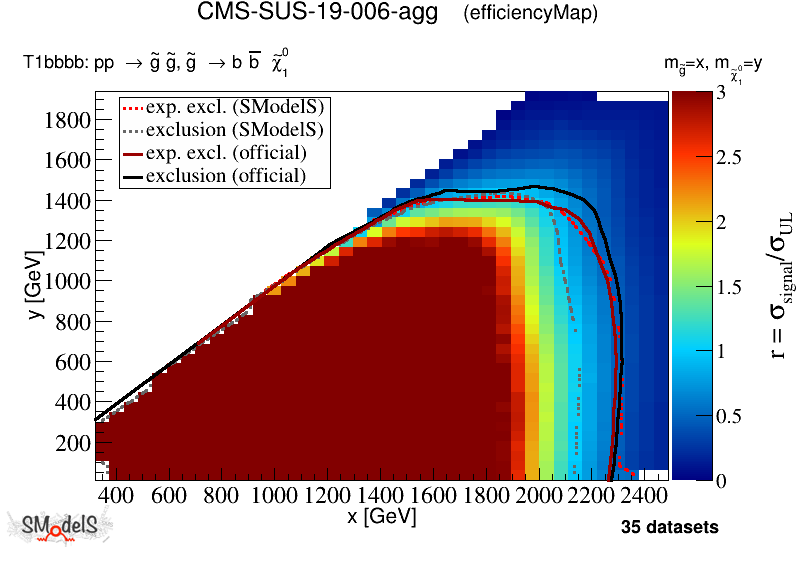 CMS-SUS-19-006-agg (efficiencyMap)
T1bbbb: pp → g̃ g̃, g̃ → b b̅ χ̃₁⁰
m_g̃=x, m_χ̃₁⁰=y
exp. excl. (SModelS)
exclusion (SModelS)
exp. excl. (official)
exclusion (official)
1800
1600
1400
1200
1000
800
600
400
200
y [GeV]
400 600 800 1000 1200 1400 1600 1800 2000 2200 2400
x [GeV]
3
2.5
2
1.5
1
0.5
0
r = σ_signal/σ_UL
SModelS
35 datasets